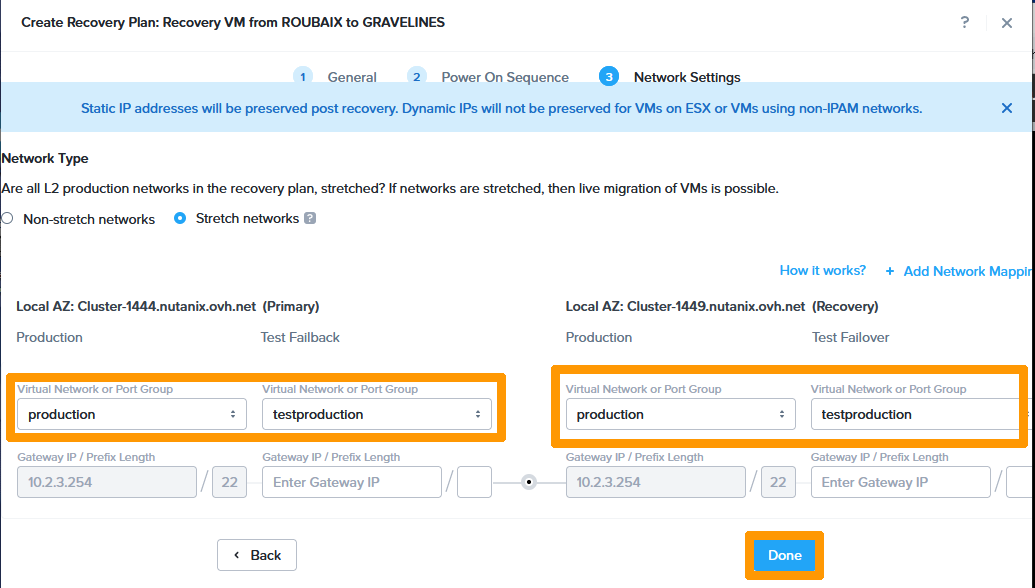 Create Recovery Plan: Recovery VM from ROUBAIX to GRAVELINES ? ×
1 General 2 Power On Sequence 3 Network Settings
Static IP addresses will be preserved post recovery. Dynamic IPs will not be preserved for VMs on ESX or VMs using non-IPAM networks. ×
Network Type
Are all L2 production networks in the recovery plan, stretched? If networks are stretched, then live migration of VMs is possible.
Non-stretch networks Stretch networks ?
How it works? + Add Network Mappin
Local AZ: Cluster-1444.nutanix.ovh.net (Primary) Local AZ: Cluster-1449.nutanix.ovh.net (Recovery)
Production Test Failback Production Test Failover
Virtual Network or Port Group Virtual Network or Port Group Virtual Network or Port Group Virtual Network or Port Group
production testproduction production testproduction
Gateway IP / Prefix Length Gateway IP / Prefix Length Gateway IP / Prefix Length Gateway IP / Prefix Length
10.2.3.254 / 22 Enter Gateway IP / 10.2.3.254 / 22 Enter Gateway IP /
‹ Back Done